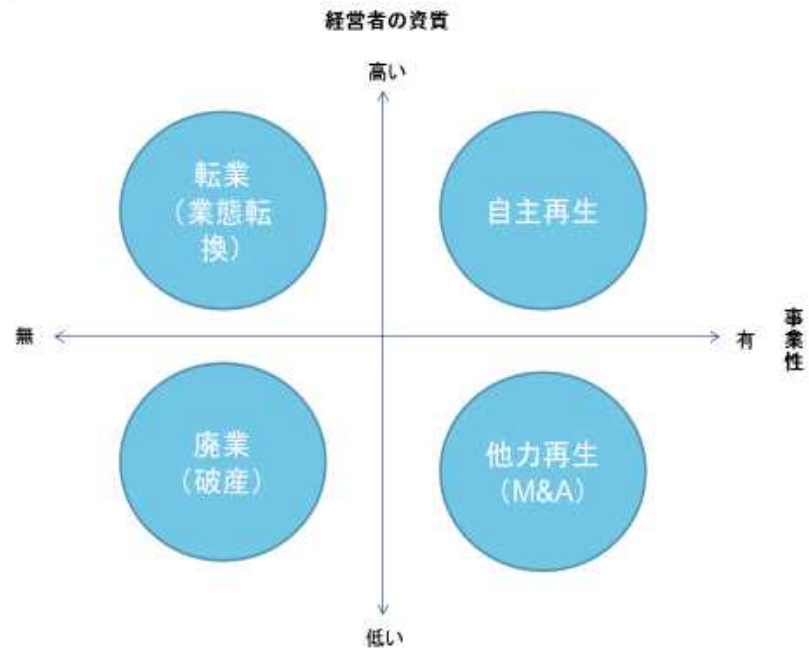 経営者の資質
高い
転業
（業態転
換）
自主再生
無
有
事業性
廃業
（破産）
他力再生
（M&A）
低い